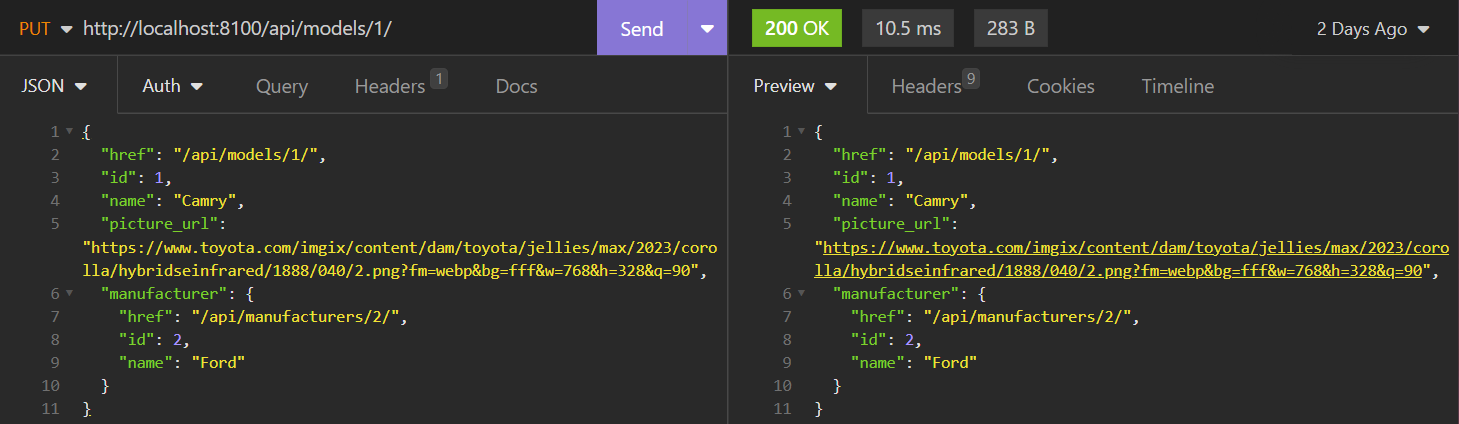 PUT http://localhost:8100/api/models/1/ Send 200 OK 10.5 ms 283 B 2 Days Ago
JSON Auth Query Headers 1 Docs
1 {
2 "href": "/api/models/1/",
3 "id": 1,
4 "name": "Camry",
5 "picture_url":
"https://www.toyota.com/imgix/content/dam/toyota/jellies/max/2023/coro
lla/hybridseinfrared/1888/040/2.png?fm=webp&bg=fff&w=768&h=328&q=90",
6 "manufacturer": {
7 "href": "/api/manufacturers/2/",
8 "id": 2,
9 "name": "Ford"
10 }
11 }
Preview Headers 9 Cookies Timeline
1 {
2 "href": "/api/models/1/",
3 "id": 1,
4 "name": "Camry",
5 "picture_url":
"https://www.toyota.com/imgix/content/dam/toyota/jellies/max/2023/coro
lla/hybridseinfrared/1888/040/2.png?fm=webp&bg=fff&w=768&h=328&q=90",
6 "manufacturer": {
7 "href": "/api/manufacturers/2/",
8 "id": 2,
9 "name": "Ford"
10 }
11 }